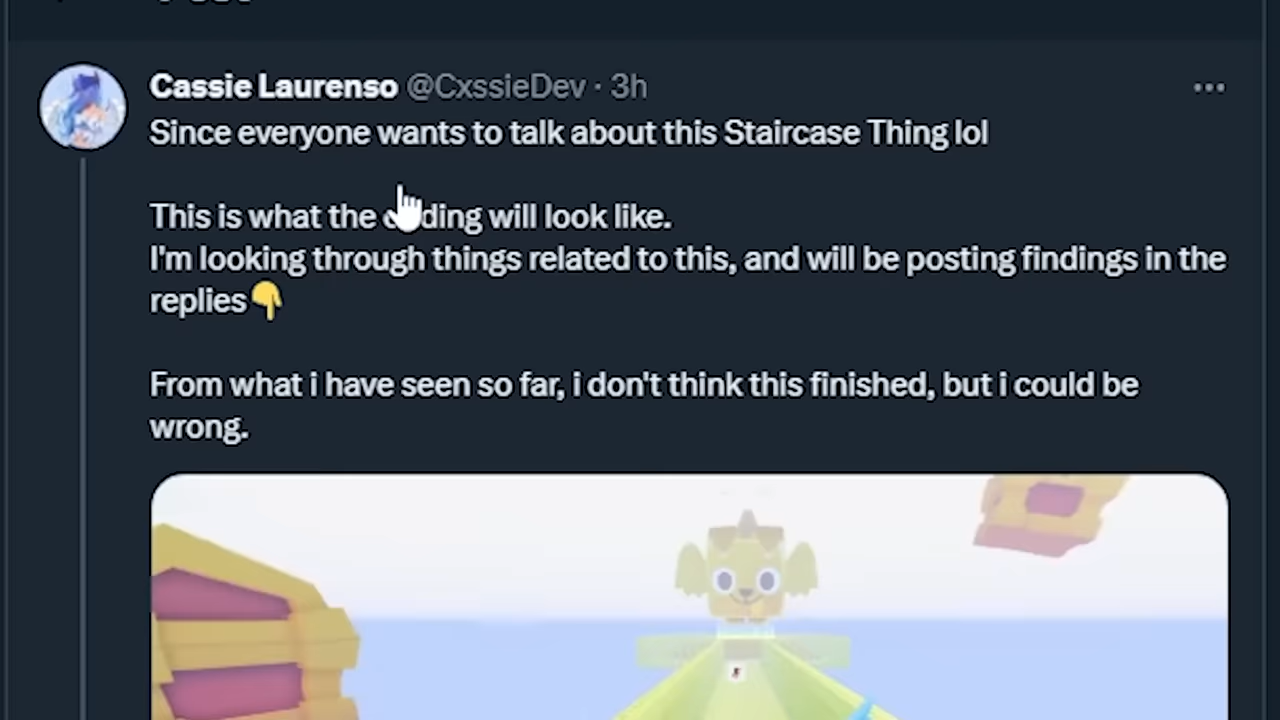 Cassie Laurenso @CxssieDev · 3h
Since everyone wants to talk about this Staircase Thing lol
This is what the will look like.
I'm looking through things related to this, and will be posting findings in the
replies👇
From what i have seen so far, i don't think this finished, but i could be
wrong.